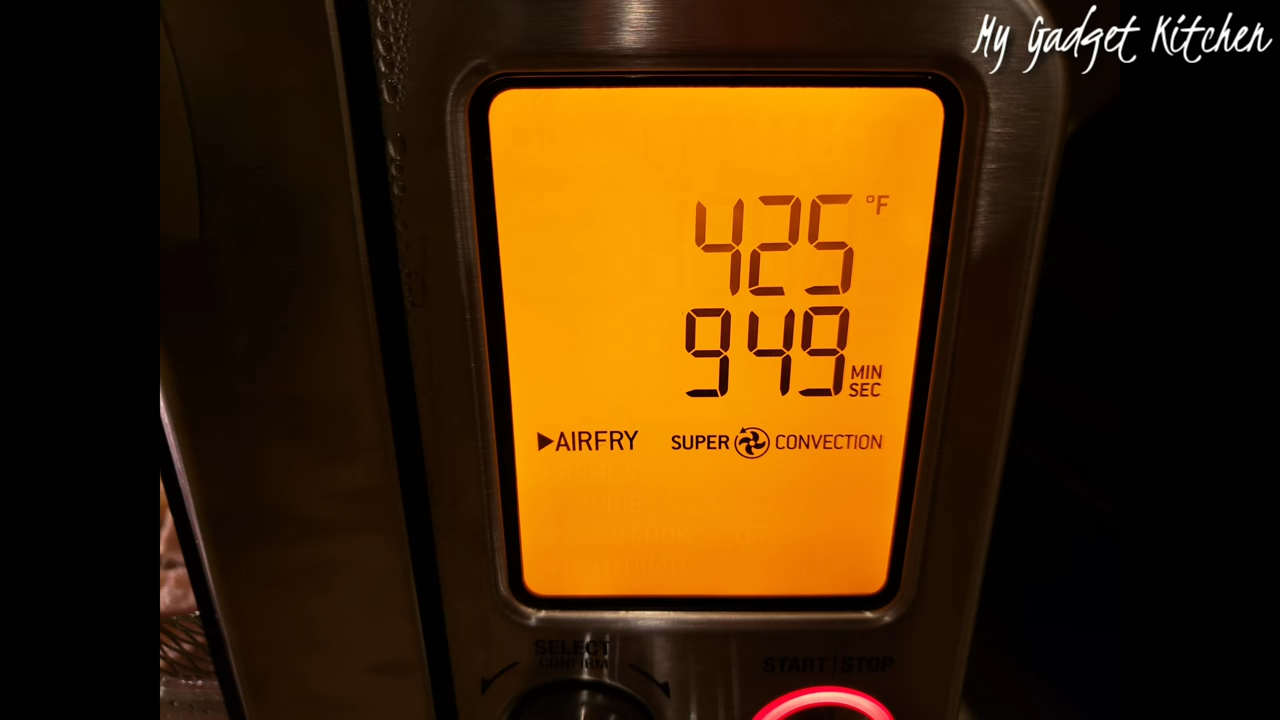 My Gadget Kitchen
425 °F
949 MIN SEC
▶AIRFRY SUPER CONVECTION
SELECT
CONFIRM
START|STOP